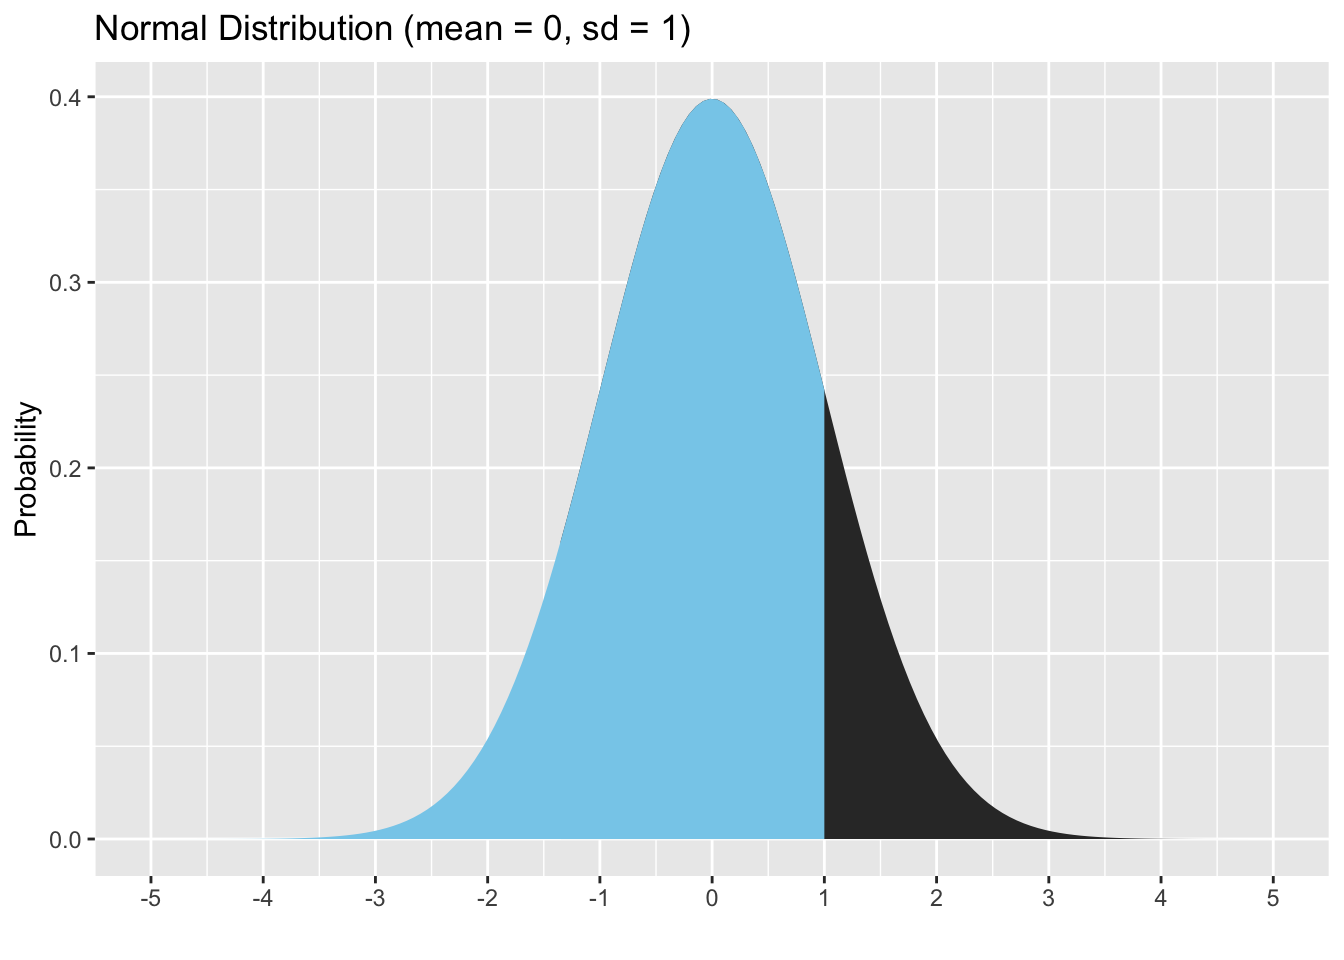 Normal Distribution (mean = 0, sd = 1)
0.4
0.3
0.2
0.1
0.0
Probability
-5 -4 -3 -2 -1 0 1 2 3 4 5